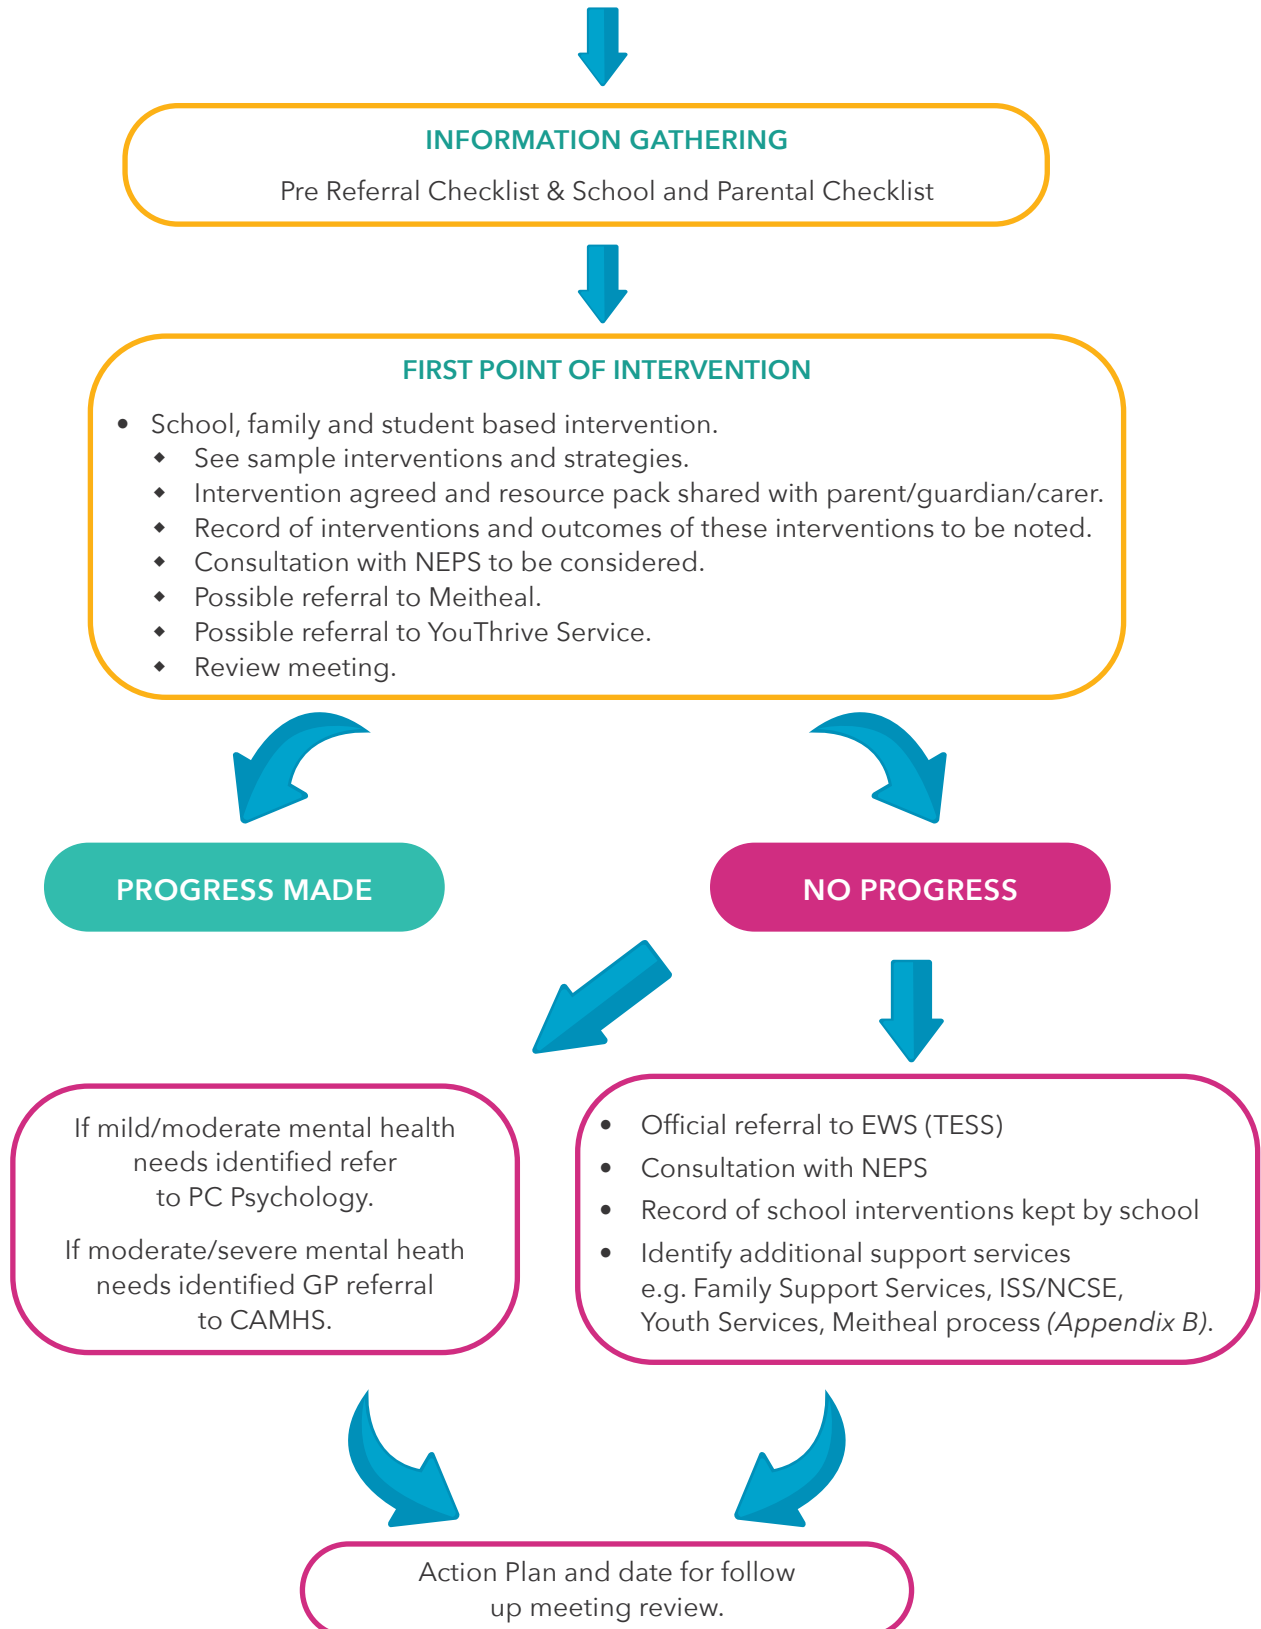 INFORMATION GATHERING
Pre Referral Checklist & School and Parental Checklist
FIRST POINT OF INTERVENTION
• School, family and student based intervention.
◆ See sample interventions and strategies.
◆ Intervention agreed and resource pack shared with parent/guardian/carer.
◆ Record of interventions and outcomes of these interventions to be noted.
◆ Consultation with NEPS to be considered.
◆ Possible referral to Meitheal.
◆ Possible referral to YouThrive Service.
◆ Review meeting.
PROGRESS MADE
NO PROGRESS
If mild/moderate mental health
needs identified refer
to PC Psychology.
If moderate/severe mental heath
needs identified GP referral
to CAMHS.
• Official referral to EWS (TESS)
• Consultation with NEPS
• Record of school interventions kept by school
• Identify additional support services
e.g. Family Support Services, ISS/NCSE,
Youth Services, Meitheal process (Appendix B).
Action Plan and date for follow
up meeting review.